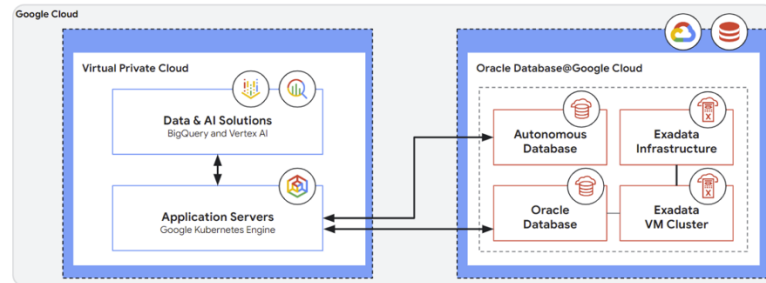 Google Cloud
Virtual Private Cloud
Data & AI Solutions
BigQuery and Vertex AI
Application Servers
Google Kubernetes Engine
Oracle Database@Google Cloud
Autonomous
Database
Exadata
Infrastructure
Oracle
Database
Exadata
VM Cluster
X
X